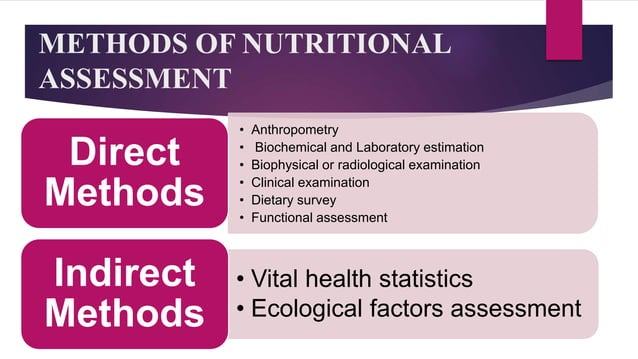 METHODS OF NUTRITIONAL
ASSESSMENT
Direct
Methods
• Anthropometry
• Biochemical and Laboratory estimation
• Biophysical or radiological examination
• Clinical examination
• Dietary survey
• Functional assessment
Indirect
Methods
• Vital health statistics
• Ecological factors assessment